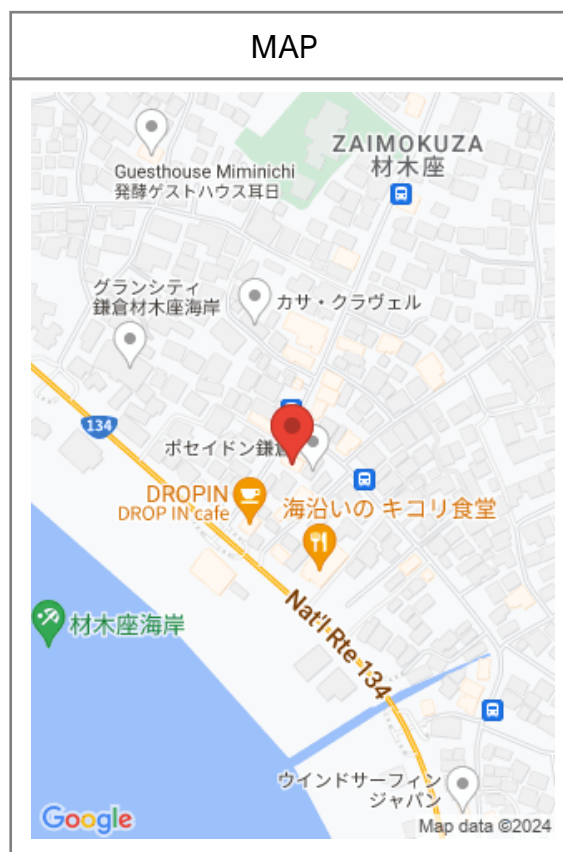 MAP
ZAIMOKUZA
材木座
Guesthouse Miminichi
発酵ゲストハウス耳日
グランシティ
鎌倉材木座海岸
カサ・クラヴェル
134
ポセイドン鎌倉
DROPIN
DROP IN cafe
海沿いの キコリ食堂
Nat'l Rte 134
材木座海岸
ウインドサーフィン
ジャパン
Google
Map data ©2024